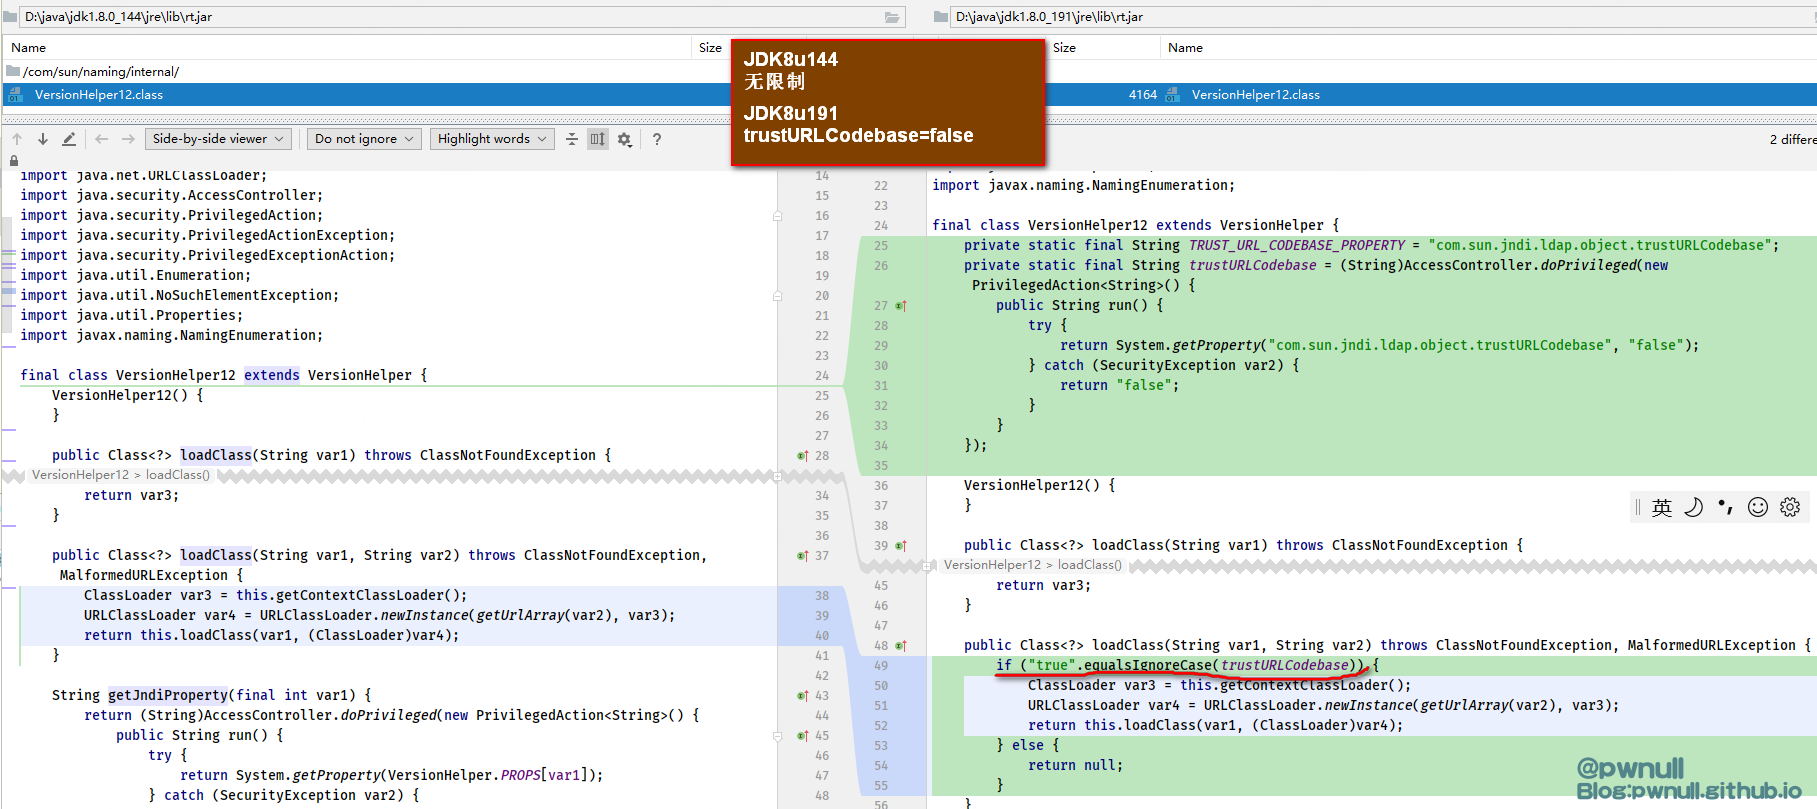 D:\java\jdk1.8.0_144\jre\lib\rt.jar
D:\java\jdk1.8.0_191\jre\lib\rt.jar
Name
Size
Size
Name
/com/sun/naming/internal/
VersionHelper12.class
4164
VersionHelper12.class
JDK8u144
无限制
JDK8u191
trustURLCodebase=false
Side-by-side viewer
Do not ignore
Highlight words
?
2 differe
import java.net.URLClassLoader;
14
import java.security.AccessController;
15
import java.security.PrivilegedAction;
16
import java.security.PrivilegedActionException;
17
import java.security.PrivilegedExceptionAction;
18
import java.util.Enumeration;
19
import java.util.NoSuchElementException;
20
import java.util.Properties;
21
import javax.naming.NamingEnumeration;
22
23
final class VersionHelper12 extends VersionHelper {
24
VersionHelper12() {
25
}
26
27
public Class<?> loadClass(String var1) throws ClassNotFoundException {
28
VersionHelper12 > loadClass()
return var3;
34
}
35
36
public Class<?> loadClass(String var1, String var2) throws ClassNotFoundException,
37
MalformedURLException {
ClassLoader var3 = this.getContextClassLoader();
38
URLClassLoader var4 = URLClassLoader.newInstance(getUrlArray(var2), var3);
39
return this.loadClass(var1, (ClassLoader)var4);
40
}
41
42
String getJndiProperty(final int var1) {
43
return (String)AccessController.doPrivileged(new PrivilegedAction<String>() {
44
public String run() {
45
try {
46
return System.getProperty(VersionHelper.PROPS[var1]);
47
} catch (SecurityException var2) {
48
22
import javax.naming.NamingEnumeration;
23
24
final class VersionHelper12 extends VersionHelper {
25
private static final String TRUST_URL_CODEBASE_PROPERTY = "com.sun.jndi.ldap.object.trustURLCodebase";
26
private static final String trustURLCodebase = (String)AccessController.doPrivileged(new
PrivilegedAction<String>() {
27
public String run() {
28
try {
29
return System.getProperty("com.sun.jndi.ldap.object.trustURLCodebase", "false");
30
} catch (SecurityException var2) {
31
return "false";
32
}
33
}
34
});
35
36
VersionHelper12() {
37
}
38
39
public Class<?> loadClass(String var1) throws ClassNotFoundException {
VersionHelper12 > loadClass()
45
return var3;
46
}
47
48
public Class<?> loadClass(String var1, String var2) throws ClassNotFoundException, MalformedURLException {
49
if ("true".equalsIgnoreCase(trustURLCodebase)) {
50
ClassLoader var3 = this.getContextClassLoader();
51
URLClassLoader var4 = URLClassLoader.newInstance(getUrlArray(var2), var3);
52
return this.loadClass(var1, (ClassLoader)var4);
53
} else {
54
return null;
55
}
56
}
英
@pwnull
Blog:pwnull.github.io